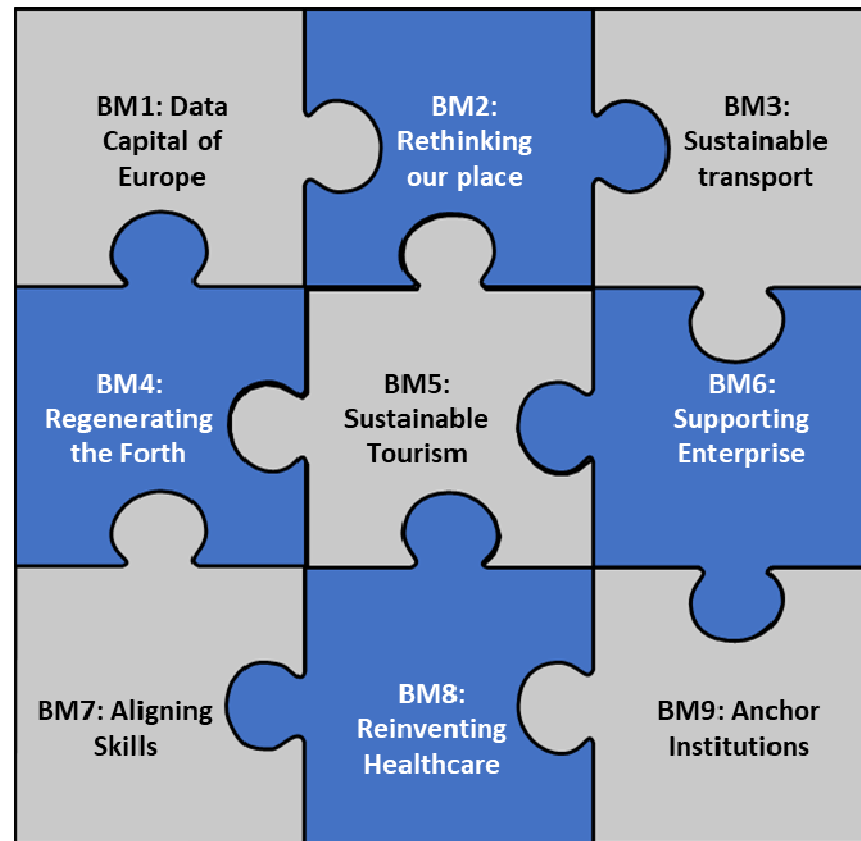 BM1: Data
Capital of
Europe
BM2:
Rethinking
our place
BM3:
Sustainable
transport
BM4:
Regenerating
the Forth
BM5:
Sustainable
Tourism
BM6:
Supporting
Enterprise
BM7: Aligning
Skills
BM8:
Reinventing
Healthcare
BM9: Anchor
Institutions